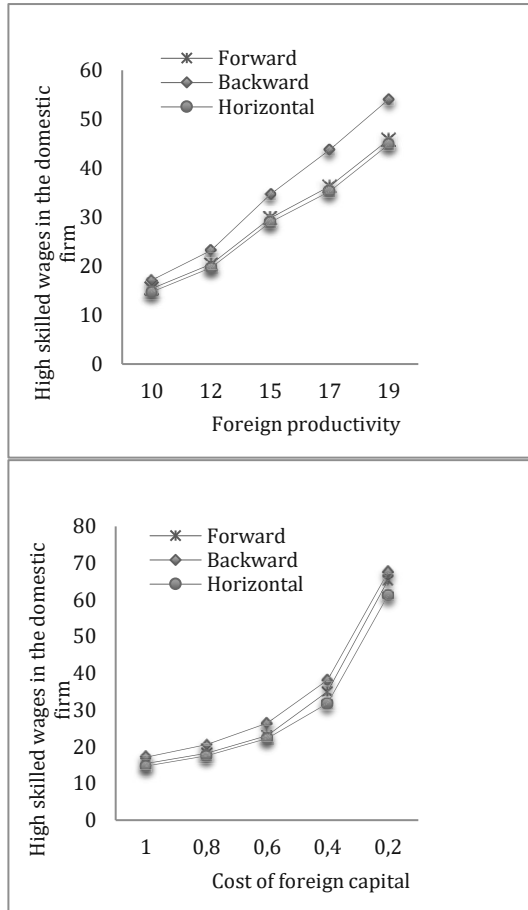 Forward
Backward
Horizontal
60
50
40
30
20
10
0
High skilled wages in the domestic
firm
10 12 15 17 19
Foreign productivity
Forward
Backward
Horizontal
80
70
60
50
40
30
20
10
0
High skilled wages in the domestic
firm
1 0,8 0,6 0,4 0,2
Cost of foreign capital